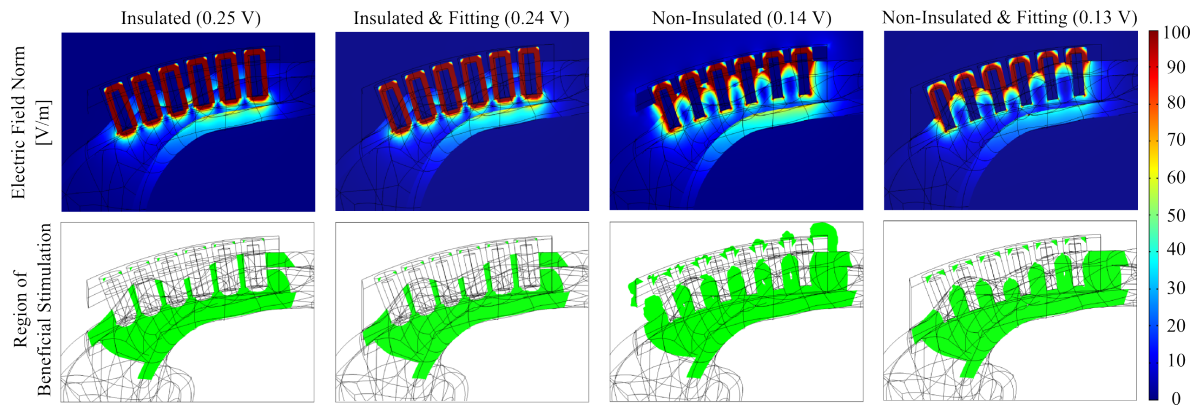 Insulated (0.25 V)
Insulated & Fitting (0.24 V)
Non-Insulated (0.14 V)
Non-Insulated & Fitting (0.13 V)
Electric Field Norm
[V/m]
100
90
80
70
60
50
40
30
20
10
0
Region of
Beneficial Stimulation